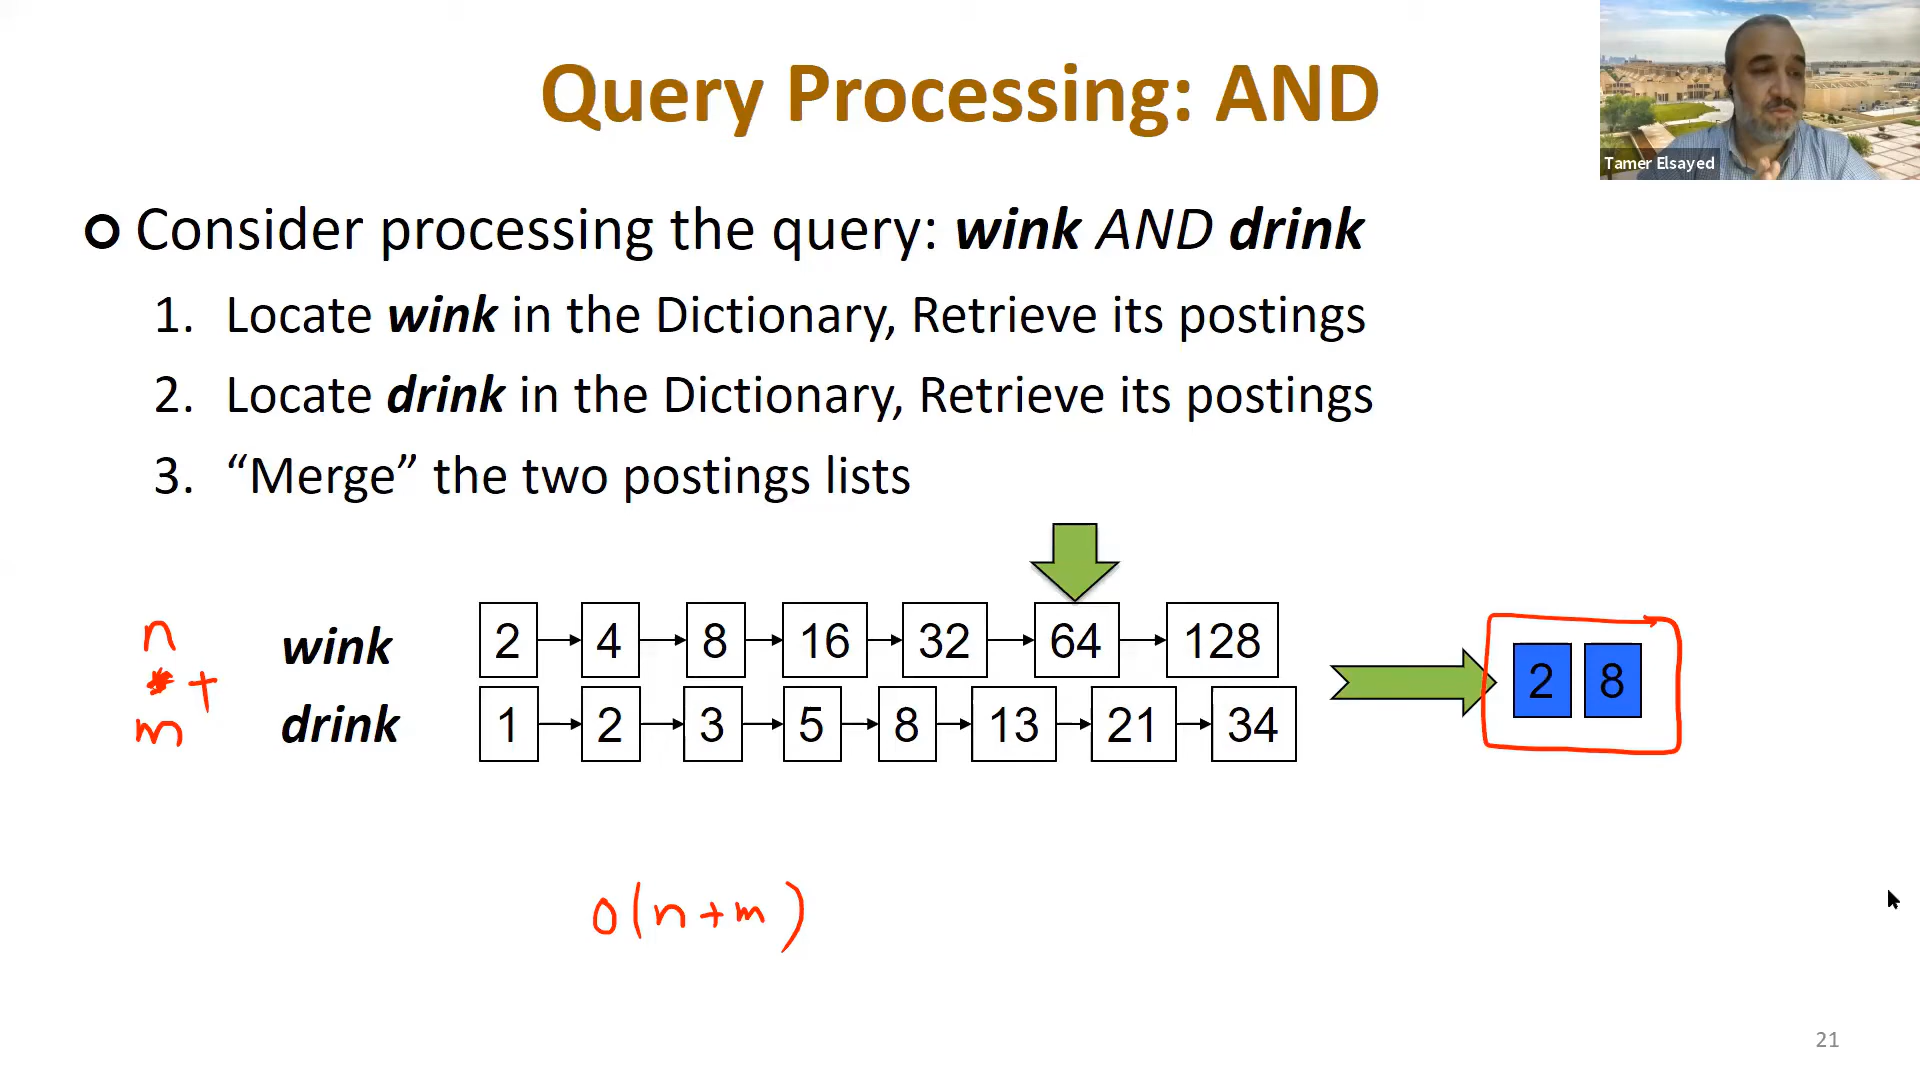 Query Processing: AND
Tamer Elsayed
Consider processing the query: wink AND drink
1. Locate wink in the Dictionary, Retrieve its postings
2. Locate drink in the Dictionary, Retrieve its postings
3. “Merge” the two postings lists
n
wink 2 4 8 16 32 64 128
+
2 8
m
drink 1 2 3 5 8 13 21 34
O(n+m)
21